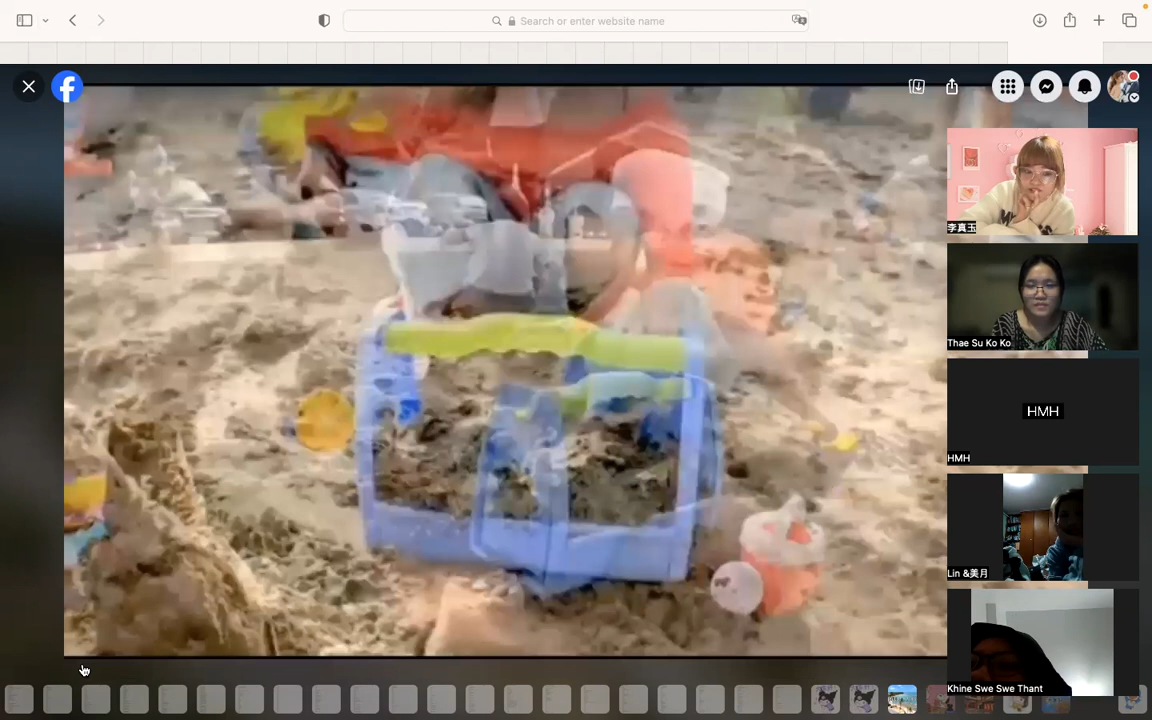 Search or enter website name
李真玉
Thae Su Ko Ko
HMH
HMH
Lin &美月
Khine Swe Swe Thant